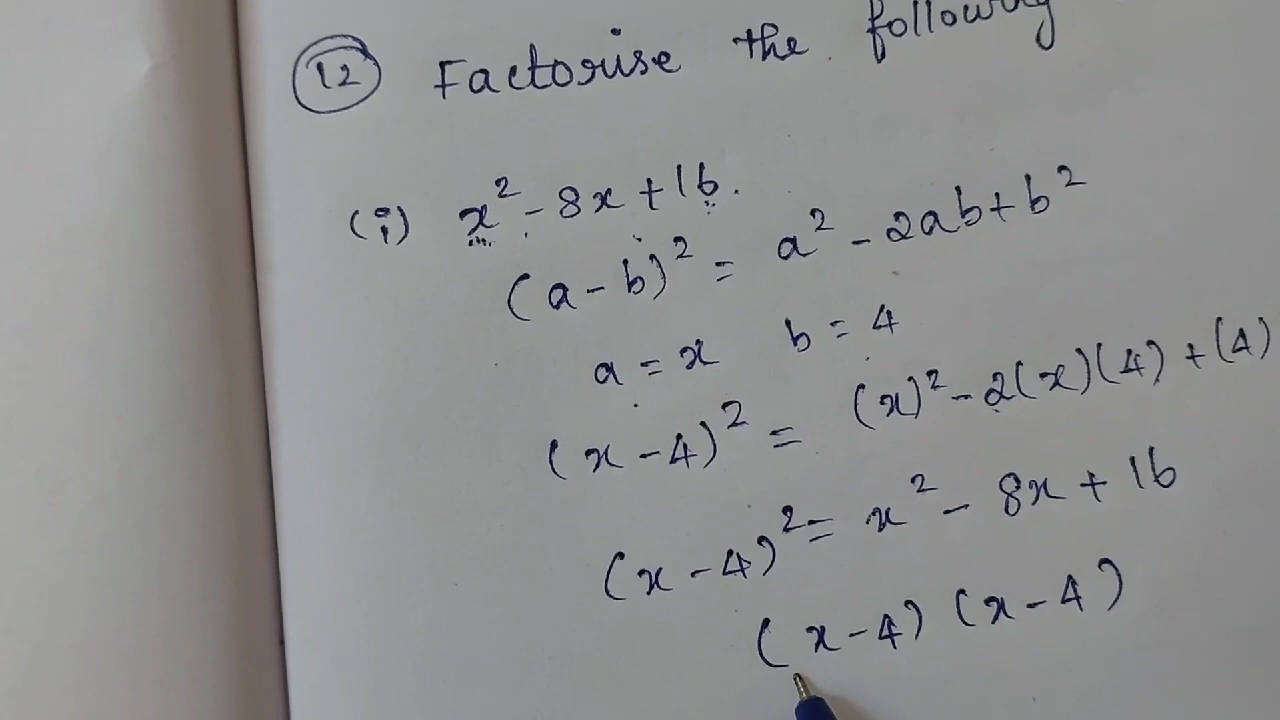 12 Factorise the following
(i) x² - 8x + 16.
(a - b)² = a² - 2ab + b²
a = x b = 4
(x - 4)² = (x)² - 2(x)(4) + (4)
(x - 4)² = x² - 8x + 16
(x - 4) (x - 4)